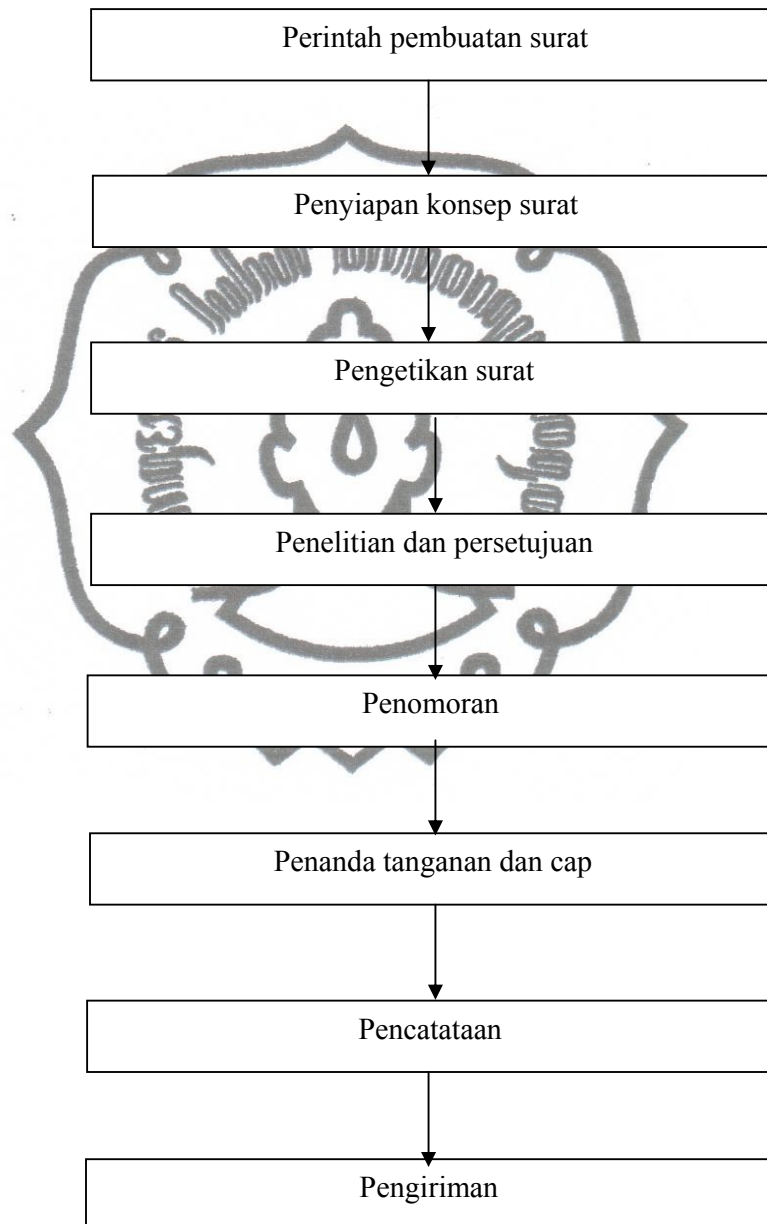 Perintah pembuatan surat
Penyiapan konsep surat
Pengetikan surat
Penelitian dan persetujuan
Penomoran
Penanda tanganan dan cap
Pencatataan
Pengiriman